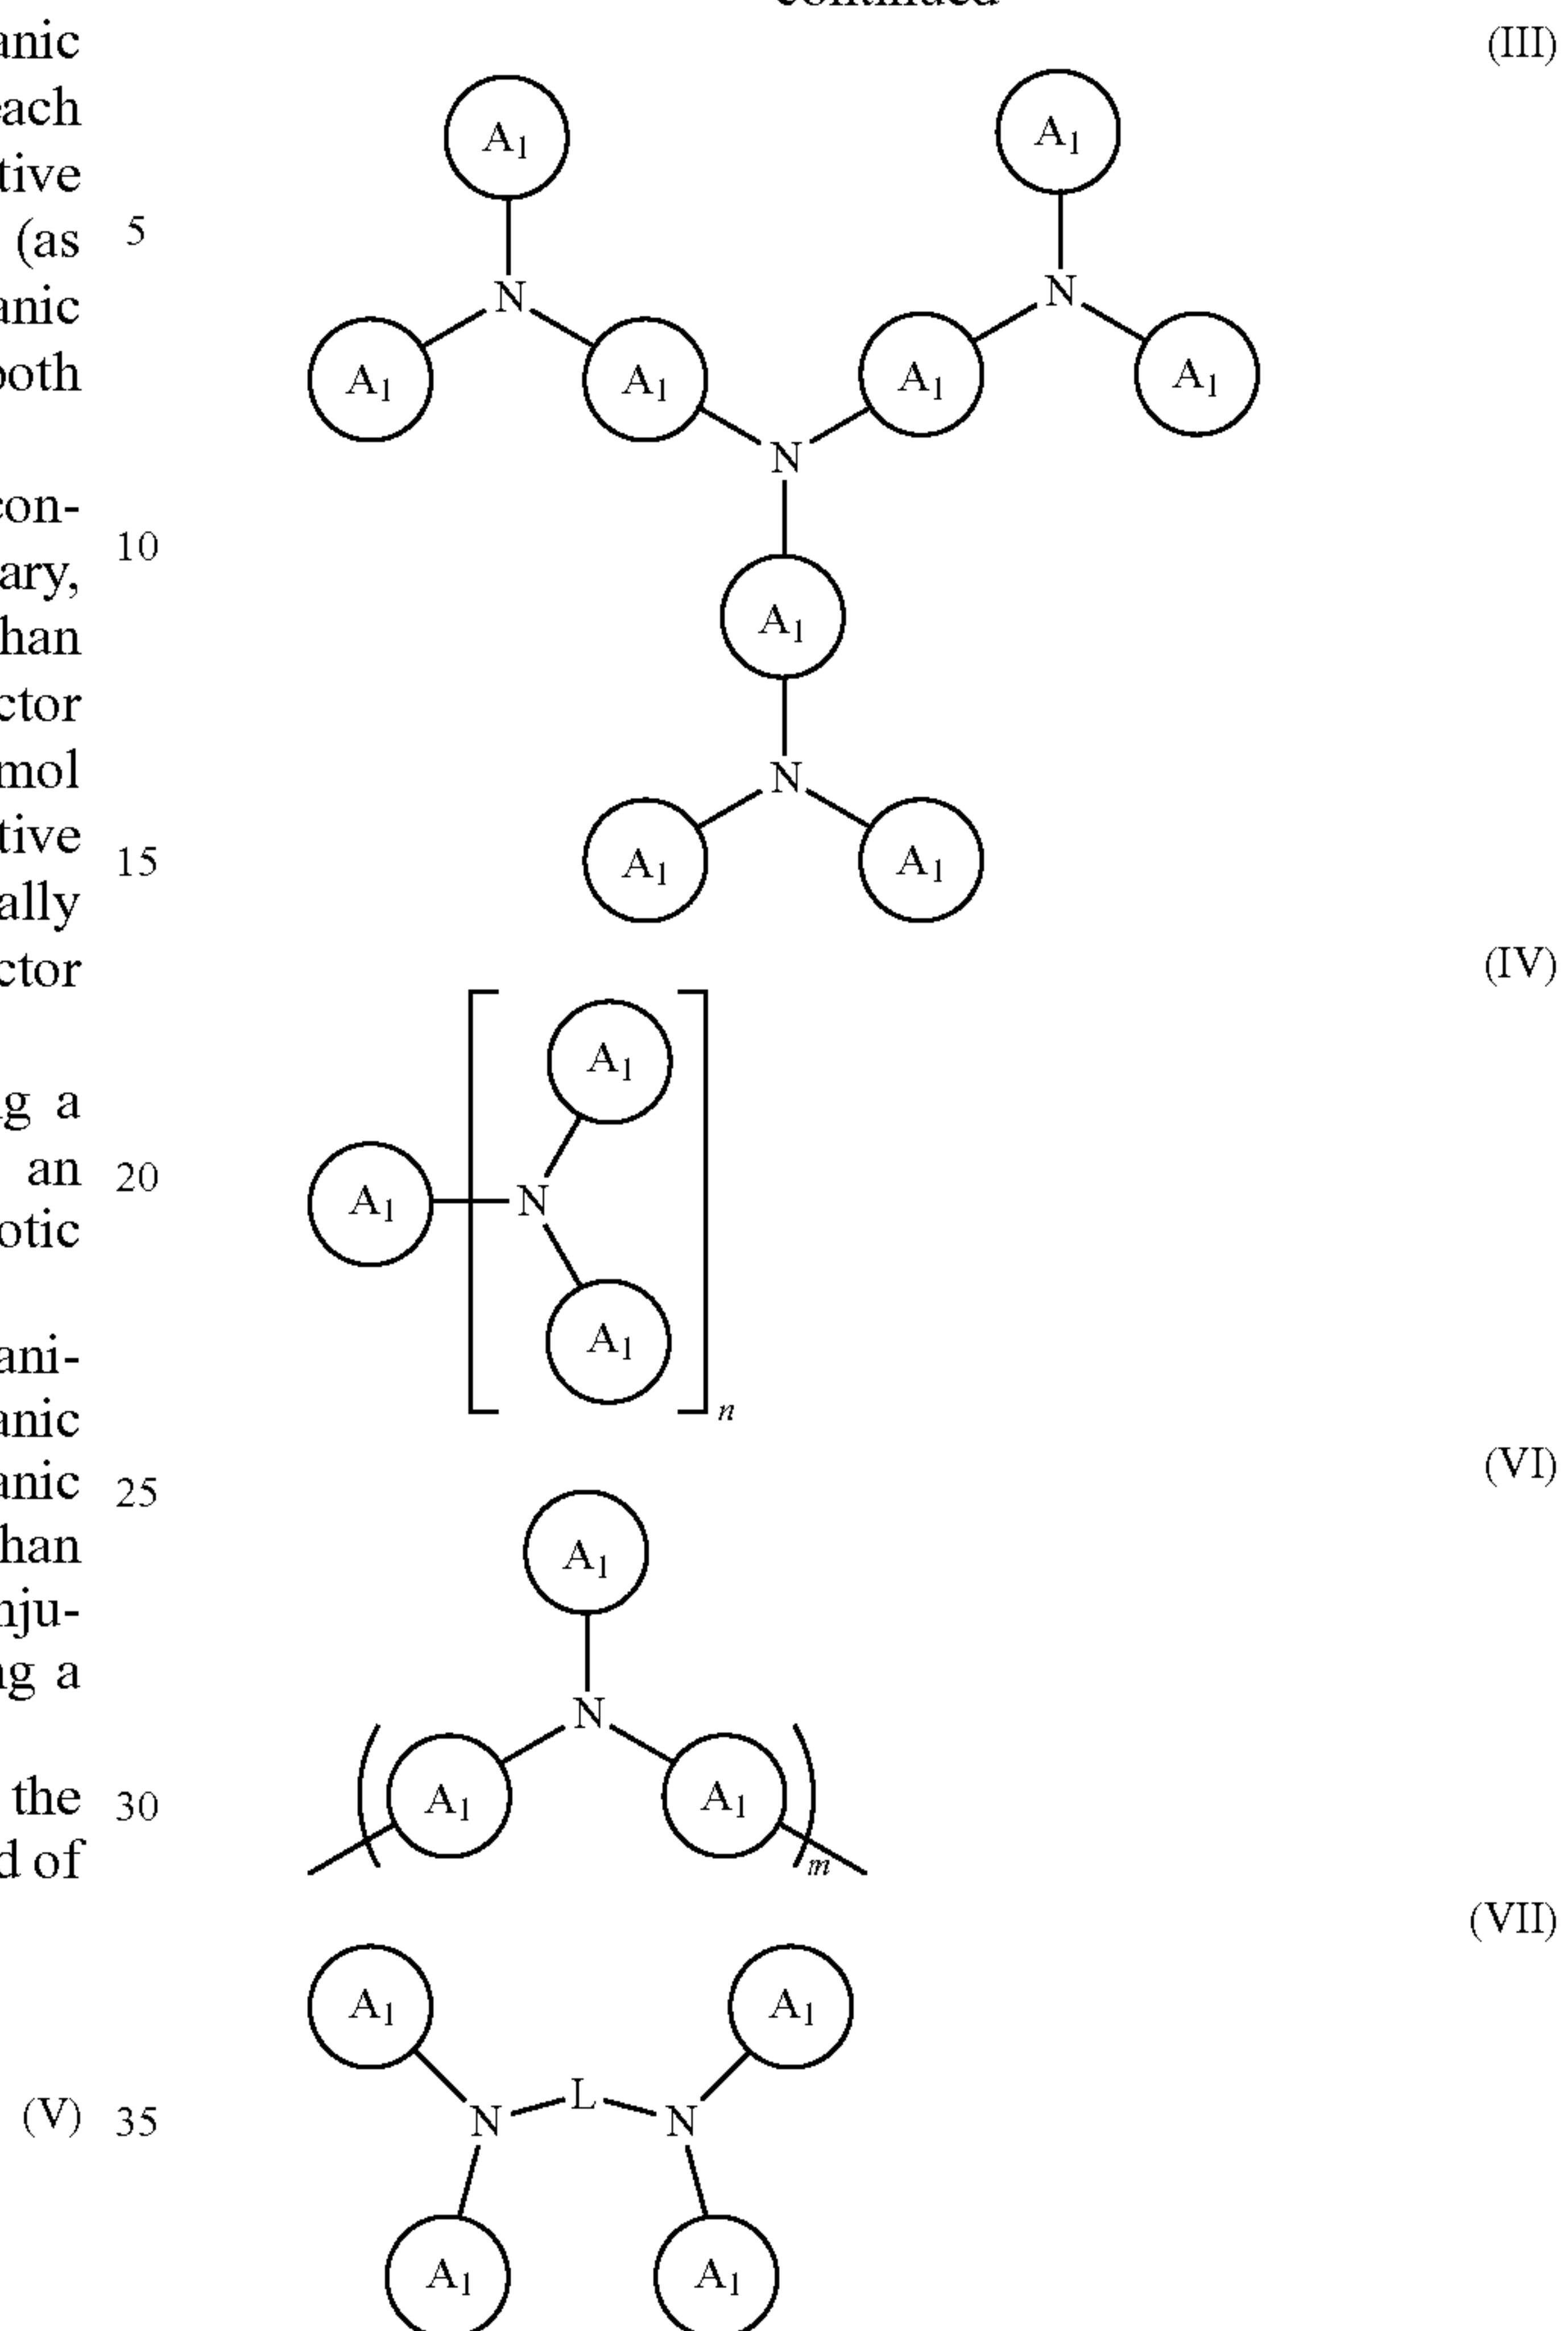 anic
each
tive
(as
anic
both
con-
ary,
han
ctor
mol
tive
ally
ctor
ng a
an
otic
ani-
anic
anic
han
nju-
ng a
the
d of
(V)
5
10
15
20
25
30
35
continued
(III)
A1
A1
N
N
A1
A1
A1
A1
N
A1
N
A1
A1
(IV)
A1
A1
N
A1
n
(VI)
A1
N
A1
A1
m
(VII)
A1
A1
L
N
N
A1
A1